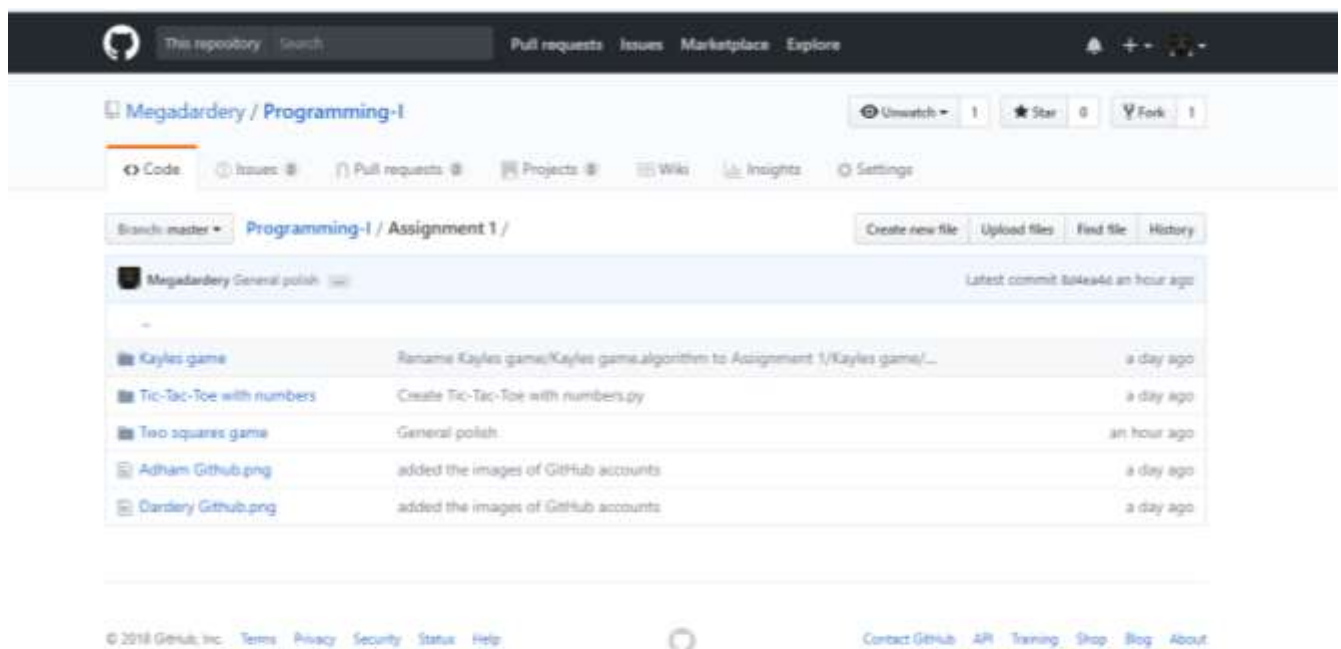 This repository Search Pull requests Issues Marketplace Explore
Megadardery / Programming-I
Unwatch 1 Star 0 Fork 1
Code Issues 0 Pull requests 0 Projects 0 Wiki Insights Settings
Branch: master Programming-I / Assignment 1 /
Create new file Upload files Find file History
Megadardery General polish ... Latest commit an hour ago
..
Kayles game Rename Kayles game/Kayles game.algorithm to Assignment 1/Kayles game/... a day ago
Tic-Tac-Toe with numbers Create Tic-Tac-Toe with numbers.py a day ago
Two squares game General polish an hour ago
Adham Github.png added the images of GitHub accounts a day ago
Dardery Github.png added the images of GitHub accounts a day ago
© 2018 GitHub, Inc. Terms Privacy Security Status Help Contact GitHub API Training Shop Blog About